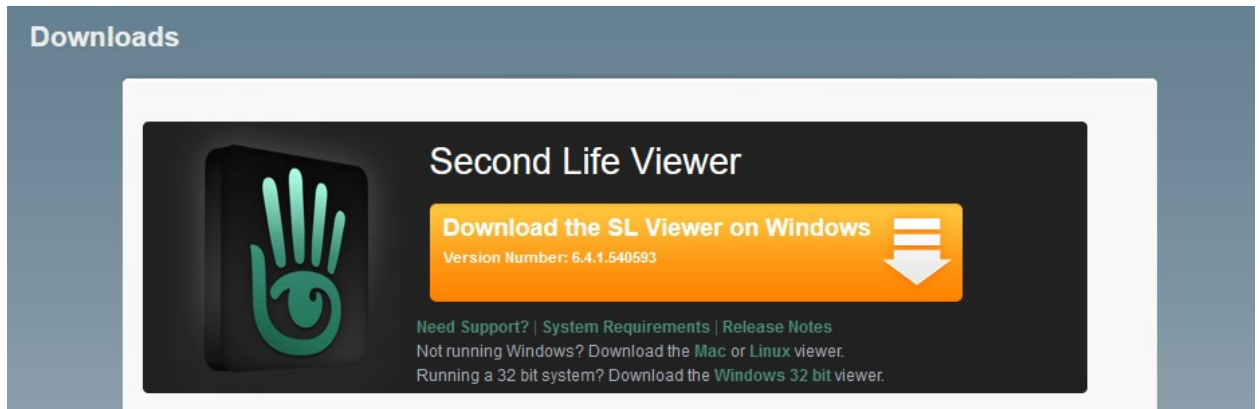 Downloads
Second Life Viewer
Download the SL Viewer on Windows
Version Number: 6.4.1.540593
Need Support? | System Requirements | Release Notes
Not running Windows? Download the Mac or Linux viewer.
Running a 32 bit system? Download the Windows 32 bit viewer.